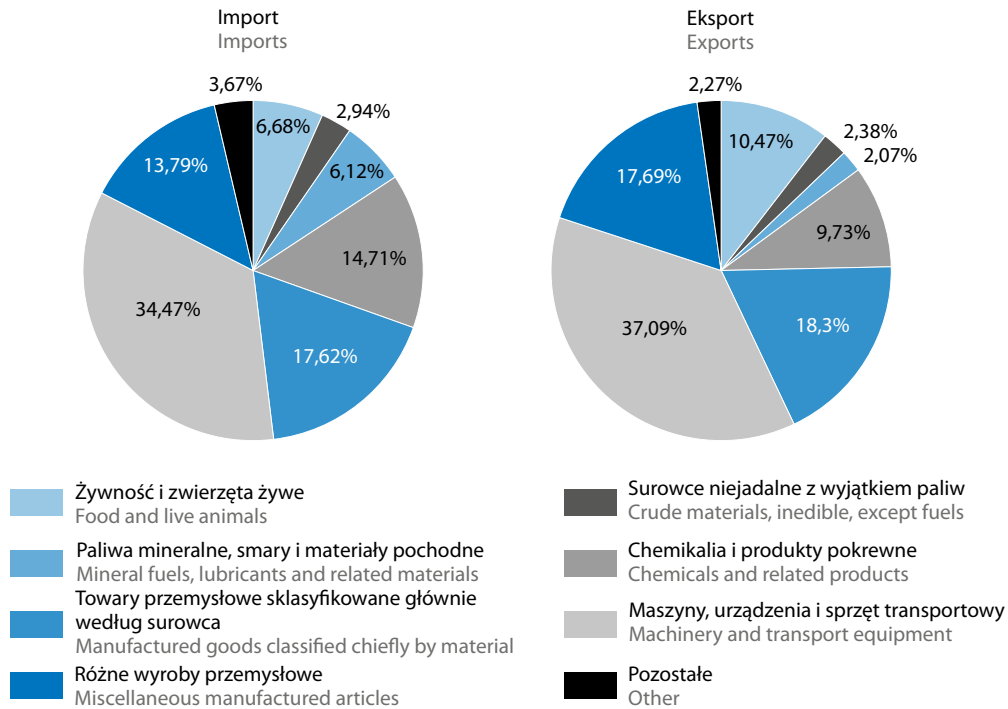 Import
Imports
3,67%
6,68%
2,94%
6,12%
14,71%
17,62%
34,47%
13,79%
Eksport
Exports
2,27%
10,47%
2,38%
2,07%
9,73%
18,3%
37,09%
17,69%
Żywność i zwierzęta żywe
Food and live animals
Paliwa mineralne, smary i materiały pochodne
Mineral fuels, lubricants and related materials
Towary przemysłowe sklasyfikowane głównie
według surowca
Manufactured goods classified chiefly by material
Różne wyroby przemysłowe
Miscellaneous manufactured articles
Surowce niejadalne z wyjątkiem paliw
Crude materials, inedible, except fuels
Chemikalia i produkty pokrewne
Chemicals and related products
Maszyny, urządzenia i sprzęt transportowy
Machinery and transport equipment
Pozostałe
Other